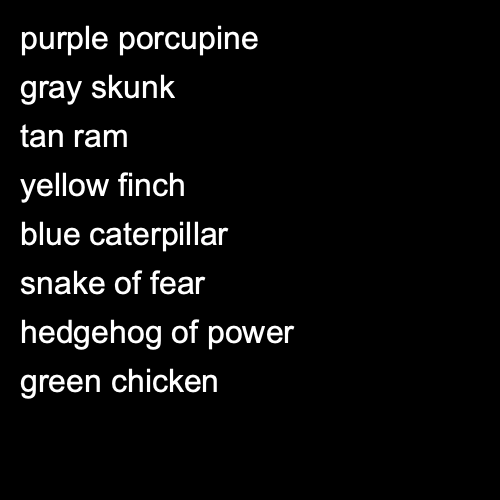 purple porcupine
gray skunk
tan ram
yellow finch
blue caterpillar
snake of fear
hedgehog of power
green chicken